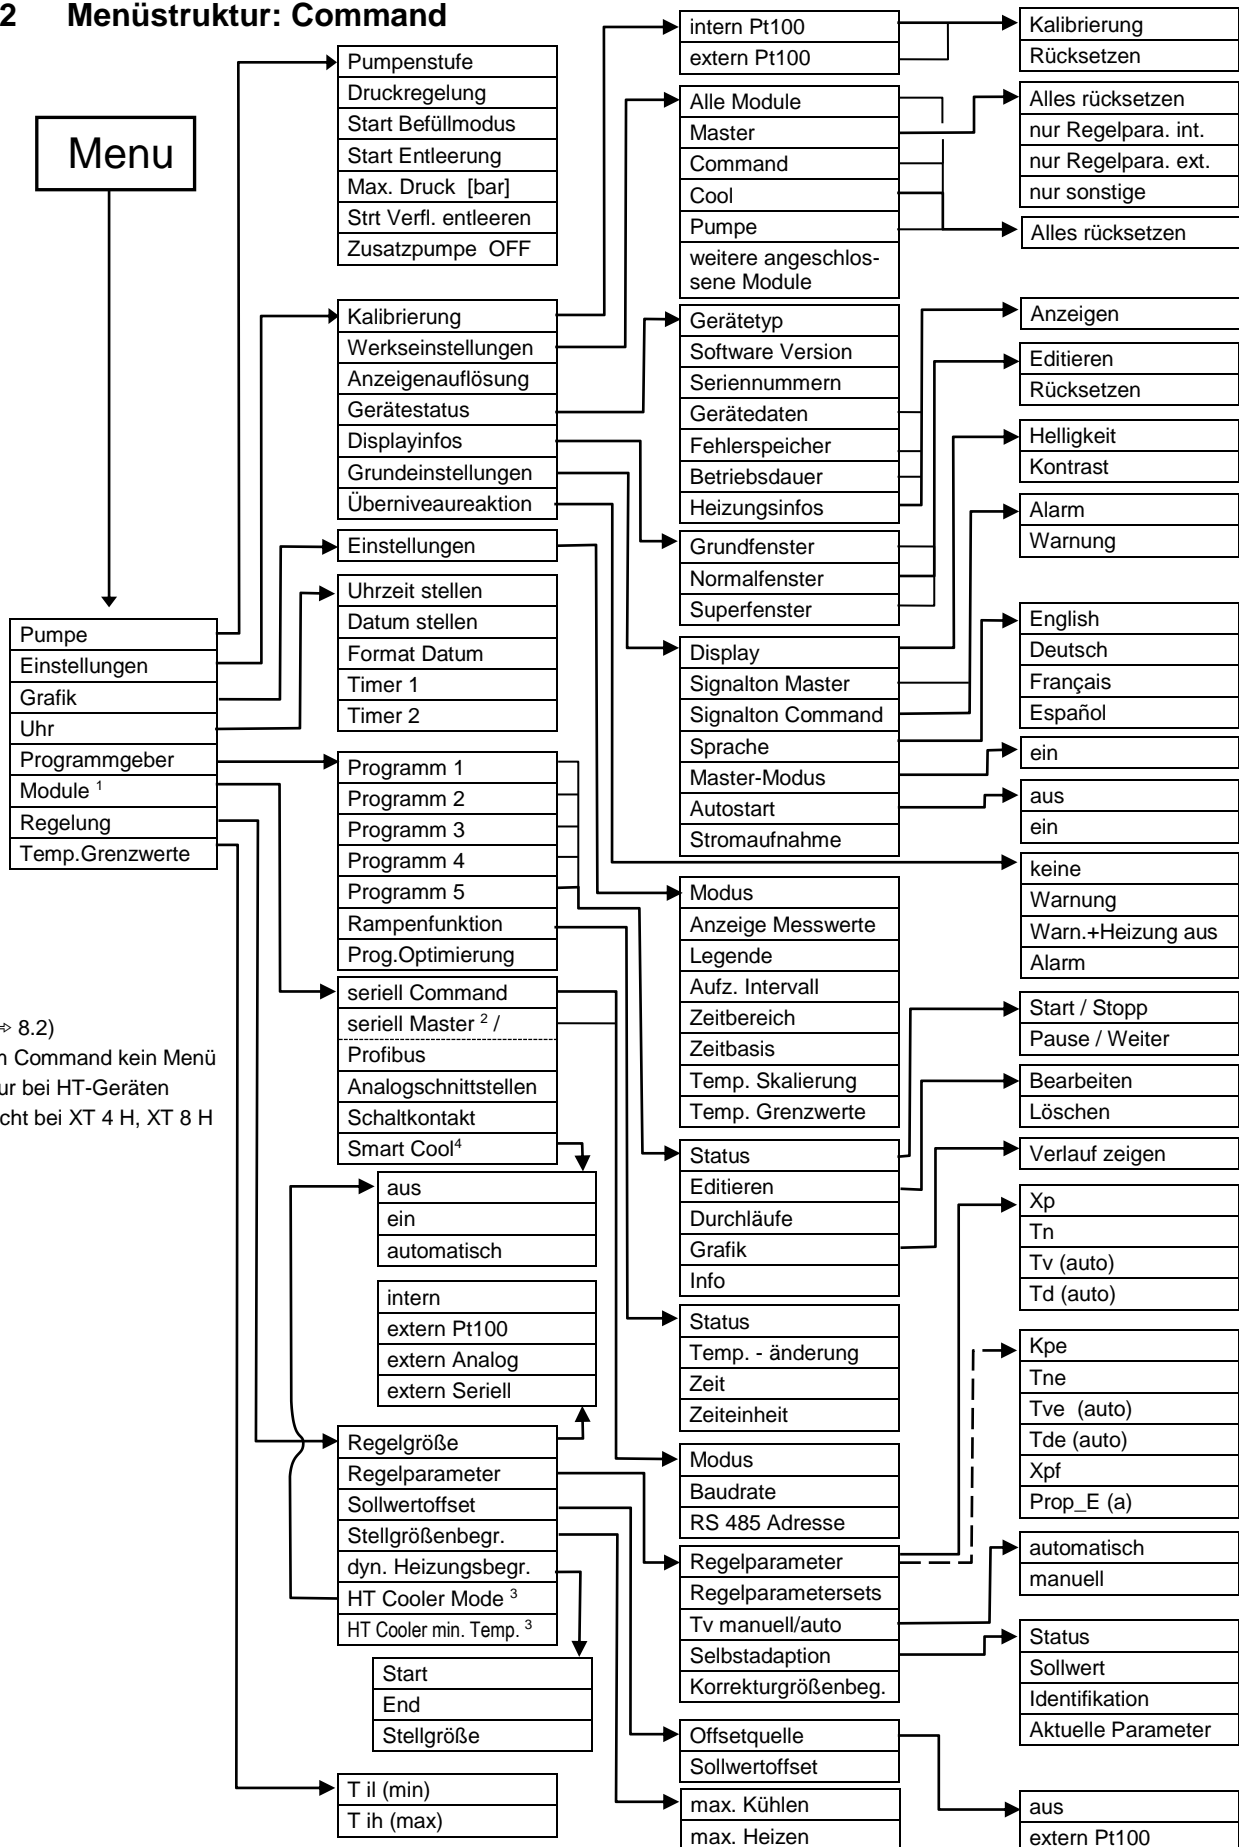 2 Menüstruktur: Command
Menu
Pumpe
Einstellungen
Grafik
Uhr
Programmgeber
Module ¹
Regelung
Temp.Grenzwerte
⇨ 8.2)
Command kein Menü
bei HT-Geräten
bei XT 4 H, XT 8 H
Pumpenstufe
Druckregelung
Start Befüllmodus
Start Entleerung
Max. Druck [bar]
Strt Verfl. entleeren
Zusatzpumpe OFF
Kalibrierung
Werkseinstellungen
Anzeigenauflösung
Gerätestatus
Displayinfos
Grundeinstellungen
Überniveaureaktion
Einstellungen
Uhrzeit stellen
Datum stellen
Format Datum
Timer 1
Timer 2
Programm 1
Programm 2
Programm 3
Programm 4
Programm 5
Rampenfunktion
Prog.Optimierung
seriell Command
seriell Master ² /
Profibus
Analogschnittstellen
Schaltkontakt
Smart Cool⁴
aus
ein
automatisch
intern
extern Pt100
extern Analog
extern Seriell
Regelgröße
Regelparameter
Sollwertoffset
Stellgrößenbegr.
dyn. Heizungsbegr.
HT Cooler Mode ³
HT Cooler min. Temp. ³
Start
End
Stellgröße
T il (min)
T ih (max)
intern Pt100
extern Pt100
Alle Module
Master
Command
Cool
Pumpe
weitere angeschlos-
sene Module
Gerätetyp
Software Version
Seriennummern
Gerätedaten
Fehlerspeicher
Betriebsdauer
Heizungsinfos
Grundfenster
Normalfenster
Superfenster
Display
Signalton Master
Signalton Command
Sprache
Master-Modus
Autostart
Stromaufnahme
Modus
Anzeige Messwerte
Legende
Aufz. Intervall
Zeitbereich
Zeitbasis
Temp. Skalierung
Temp. Grenzwerte
Status
Editieren
Durchläufe
Grafik
Info
Status
Temp. - änderung
Zeit
Zeiteinheit
Modus
Baudrate
RS 485 Adresse
Regelparameter
Regelparametersets
Tv manuell/auto
Selbstadaption
Korrekturgrößenbeg.
Offsetquelle
Sollwertoffset
max. Kühlen
max. Heizen
Kalibrierung
Rücksetzen
Alles rücksetzen
nur Regelpara. int.
nur Regelpara. ext.
nur sonstige
Alles rücksetzen
Anzeigen
Editieren
Rücksetzen
Helligkeit
Kontrast
Alarm
Warnung
English
Deutsch
Français
Español
ein
aus
ein
keine
Warnung
Warn.+Heizung aus
Alarm
Start / Stopp
Pause / Weiter
Bearbeiten
Löschen
Verlauf zeigen
Xp
Tn
Tv (auto)
Td (auto)
Kpe
Tne
Tve (auto)
Tde (auto)
Xpf
Prop_E (a)
automatisch
manuell
Status
Sollwert
Identifikation
Aktuelle Parameter
aus
extern Pt100